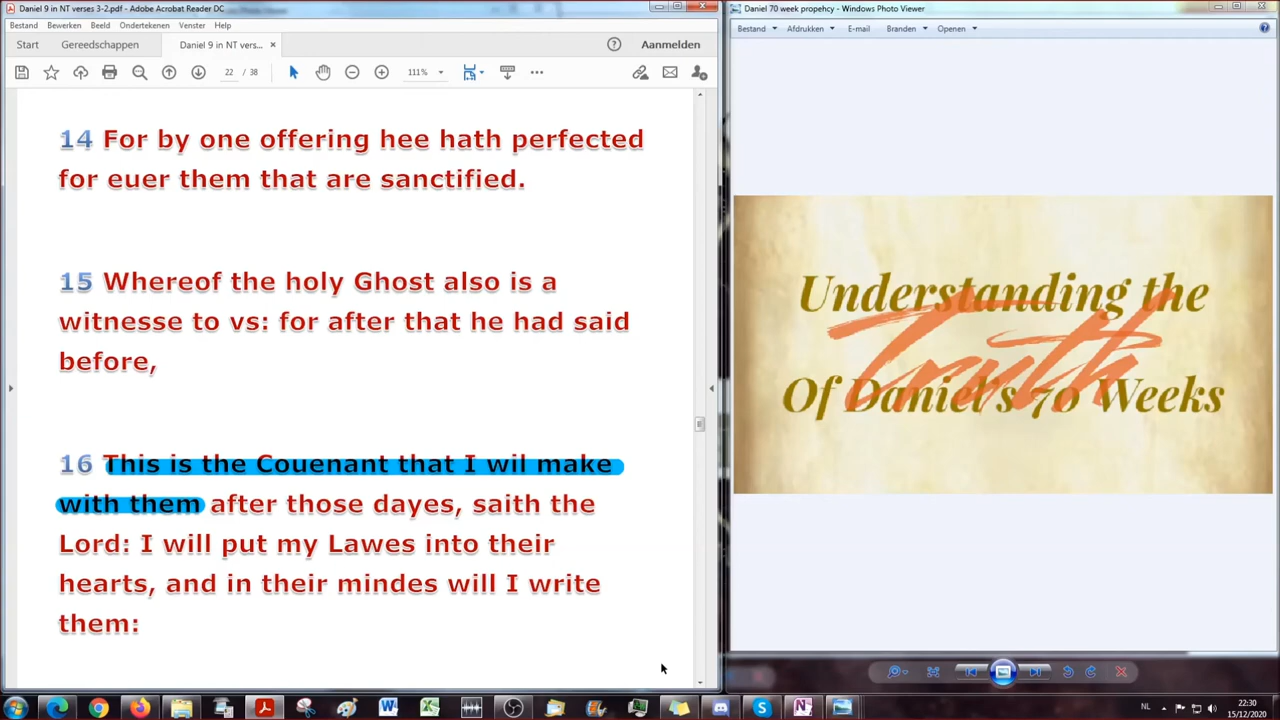 Daniel 9 in NT verses 3-2.pdf - Adobe Acrobat Reader DC
Bestand Bewerken Beeld Ondertekenen Venster Help
Start Gereedschappen Daniel 9 in NT vers... × Aanmelden
22 / 38 111%
14 For by one offering hee hath perfected
for euer them that are sanctified.
15 Whereof the holy Ghost also is a
witnesse to vs: for after that he had said
before,
16 This is the Couenant that I wil make
with them after those dayes, saith the
Lord: I will put my Lawes into their
hearts, and in their mindes will I write
them:
Daniel 70 week propehcy - Windows Photo Viewer
Bestand Afdrukken E-mail Branden Openen
Understanding the
Truth
Of Daniel's 70 Weeks
NL
22:30
15/12/2020